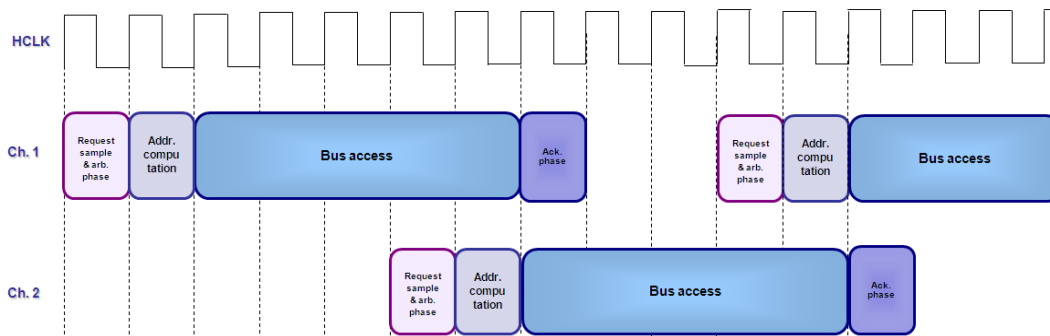 HCLK
Ch. 1
Request
sample
& arb.
phase
Addr.
compu
tation
Bus access
Ack.
phase
Request
sample
& arb.
phase
Addr.
compu
tation
Bus access
Ch. 2
Request
sample
& arb.
phase
Addr.
compu
tation
Bus access
Ack.
phase